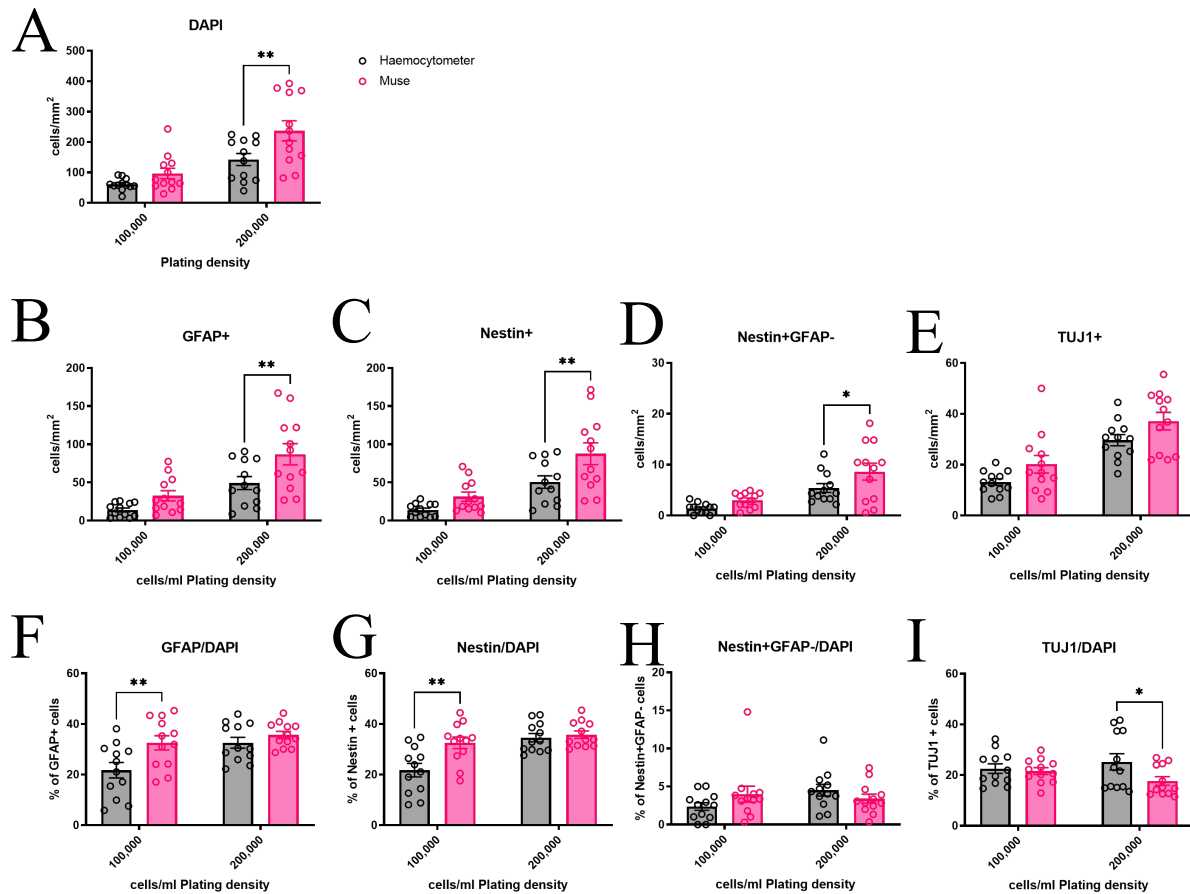 A
DAPI
cells/mm²
500
400
300
200
100
0
**
100,000
200,000
Plating density
Haemocytometer
Muse
B
GFAP+
cells/mm²
200
150
100
50
0
**
100,000
200,000
cells/ml Plating density
C
Nestin+
cells/mm²
200
150
100
50
0
**
100,000
200,000
cells/ml Plating density
D
Nestin+GFAP-
cells/mm²
30
20
10
0
*
100,000
200,000
cells/ml Plating density
E
TUJ1+
cells/mm²
60
40
20
0
100,000
200,000
cells/ml Plating density
F
GFAP/DAPI
% of GFAP+ cells
60
40
20
0
**
100,000
200,000
cells/ml Plating density
G
Nestin/DAPI
% of Nestin + cells
60
40
20
0
**
100,000
200,000
cells/ml Plating density
H
Nestin+GFAP-/DAPI
% of Nestin+GFAP- cells
20
15
10
5
0
100,000
200,000
cells/ml Plating density
I
TUJ1/DAPI
% of TUJ1 + cells
60
40
20
0
*
100,000
200,000
cells/ml Plating density